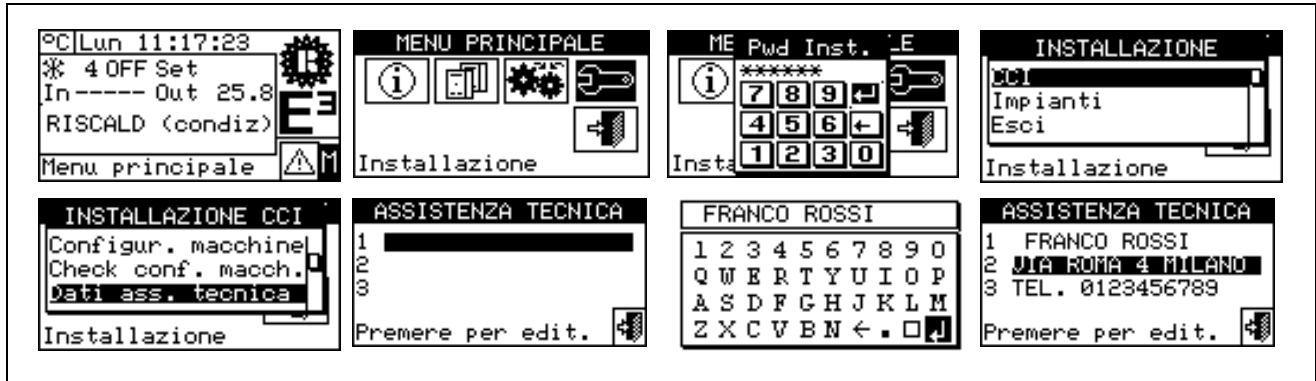 °C Lun 11:17:23
4 OFF Set
In ----- Out 25.8
RISCALD (condiz)
E³
Menu principale M
MENU PRINCIPALE
Installazione
ME Pwd Inst. LE
******
7 8 9
4 5 6 ←
1 2 3 0
Insta
INSTALLAZIONE
CCI
Impianti
Esci
Installazione
INSTALLAZIONE CCI
Configur. macchine
Check conf. macch.
Dati ass. tecnica
Installazione
ASSISTENZA TECNICA
1
2
3
Premere per edit.
FRANCO ROSSI
1 2 3 4 5 6 7 8 9 0
Q W E R T Y U I O P
A S D F G H J K L M
Z X C V B N ← .
ASSISTENZA TECNICA
1 FRANCO ROSSI
2 VIA ROMA 4 MILANO
3 TEL. 0123456789
Premere per edit.